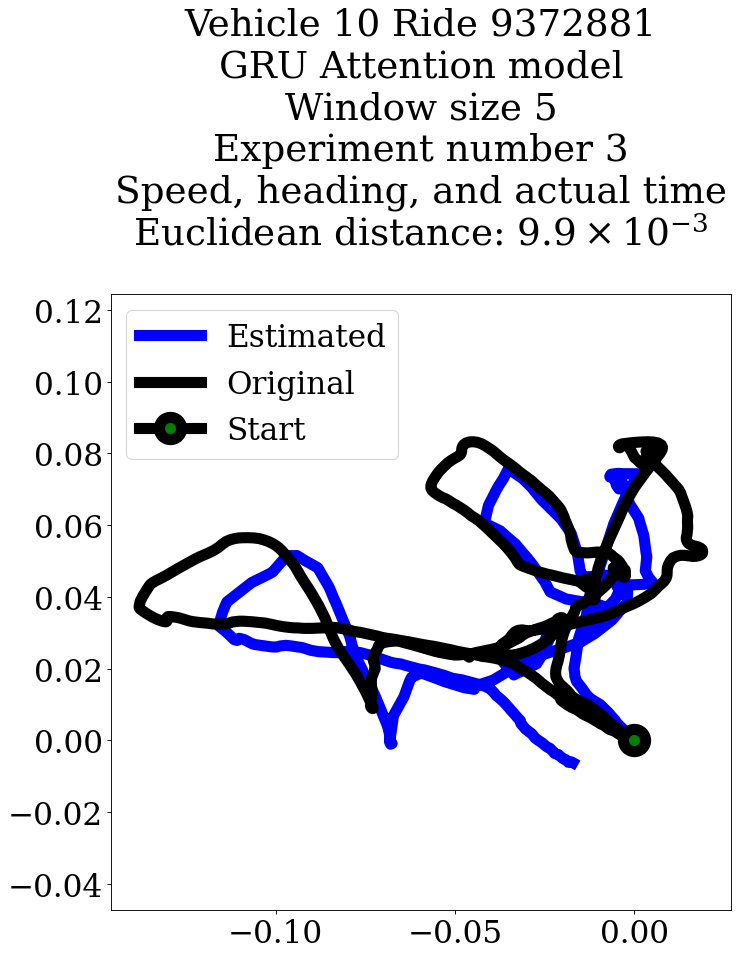 Vehicle 10 Ride 9372881
GRU Attention model
Window size 5
Experiment number 3
Speed, heading, and actual time
Euclidean distance: 9.9 × 10⁻³
Estimated
Original
Start
0.12
0.10
0.08
0.06
0.04
0.02
0.00
−0.02
−0.04
−0.10
−0.05
0.00